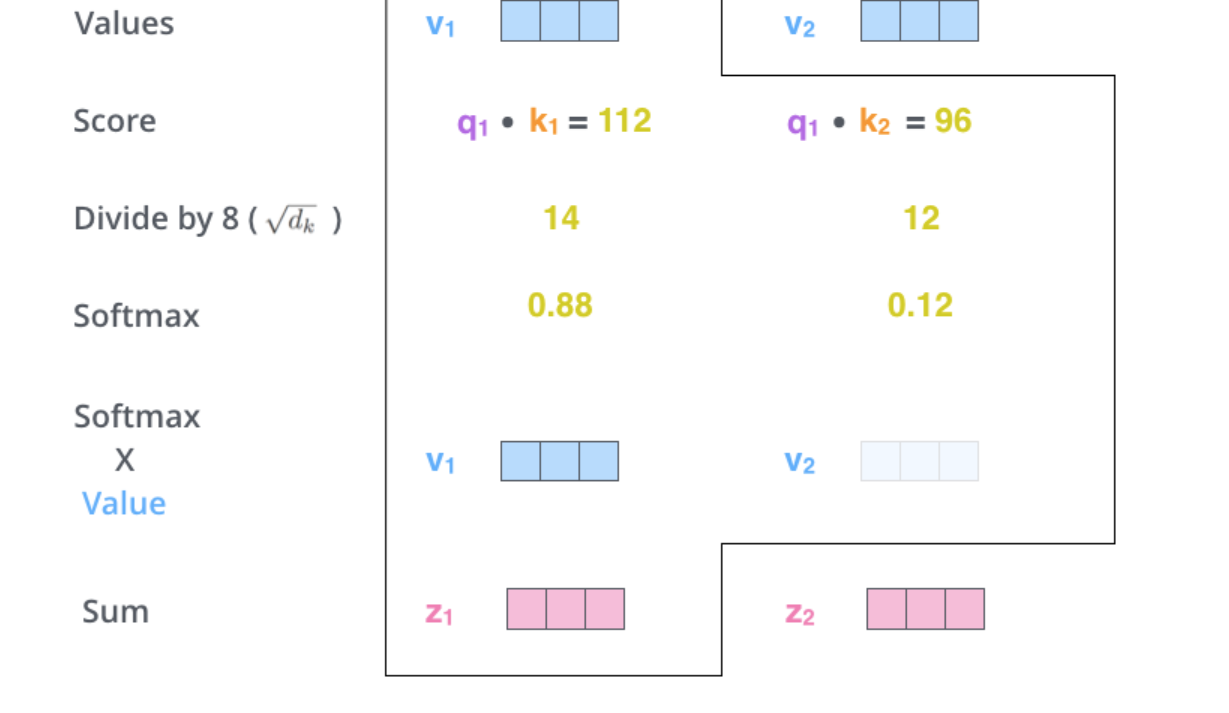 Values v₁ v₂
Score q₁ • k₁ = 112 q₁ • k₂ = 96
Divide by 8 ( √dₖ ) 14 12
Softmax 0.88 0.12
Softmax
X v₁ v₂
Value
Sum z₁ z₂